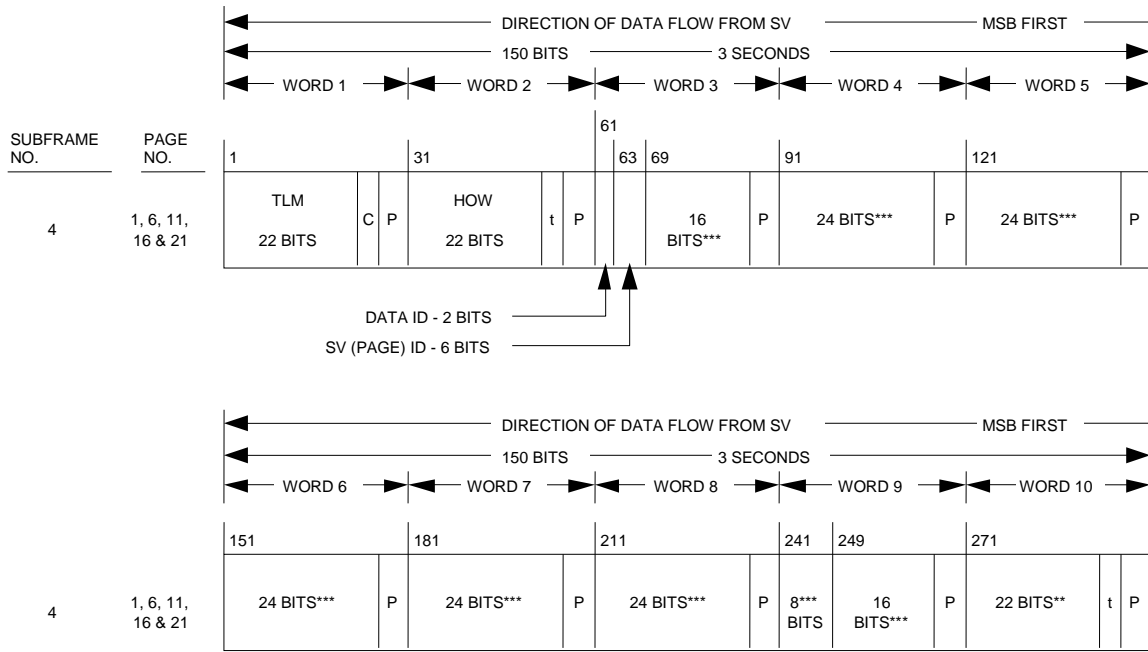 DIRECTION OF DATA FLOW FROM SV MSB FIRST
150 BITS 3 SECONDS
WORD 1 WORD 2 WORD 3 WORD 4 WORD 5
SUBFRAME NO.
PAGE NO.
1 31 61 63 69 91 121
4
1, 6, 11,
16 & 21
TLM
22 BITS
C P
HOW
22 BITS
t P
16
BITS***
P
24 BITS***
P
24 BITS***
P
DATA ID - 2 BITS
SV (PAGE) ID - 6 BITS
DIRECTION OF DATA FLOW FROM SV MSB FIRST
150 BITS 3 SECONDS
WORD 6 WORD 7 WORD 8 WORD 9 WORD 10
151 181 211 241 249 271
4
1, 6, 11,
16 & 21
24 BITS***
P
24 BITS***
P
24 BITS***
P
8***
BITS
16
BITS***
P
22 BITS**
t P